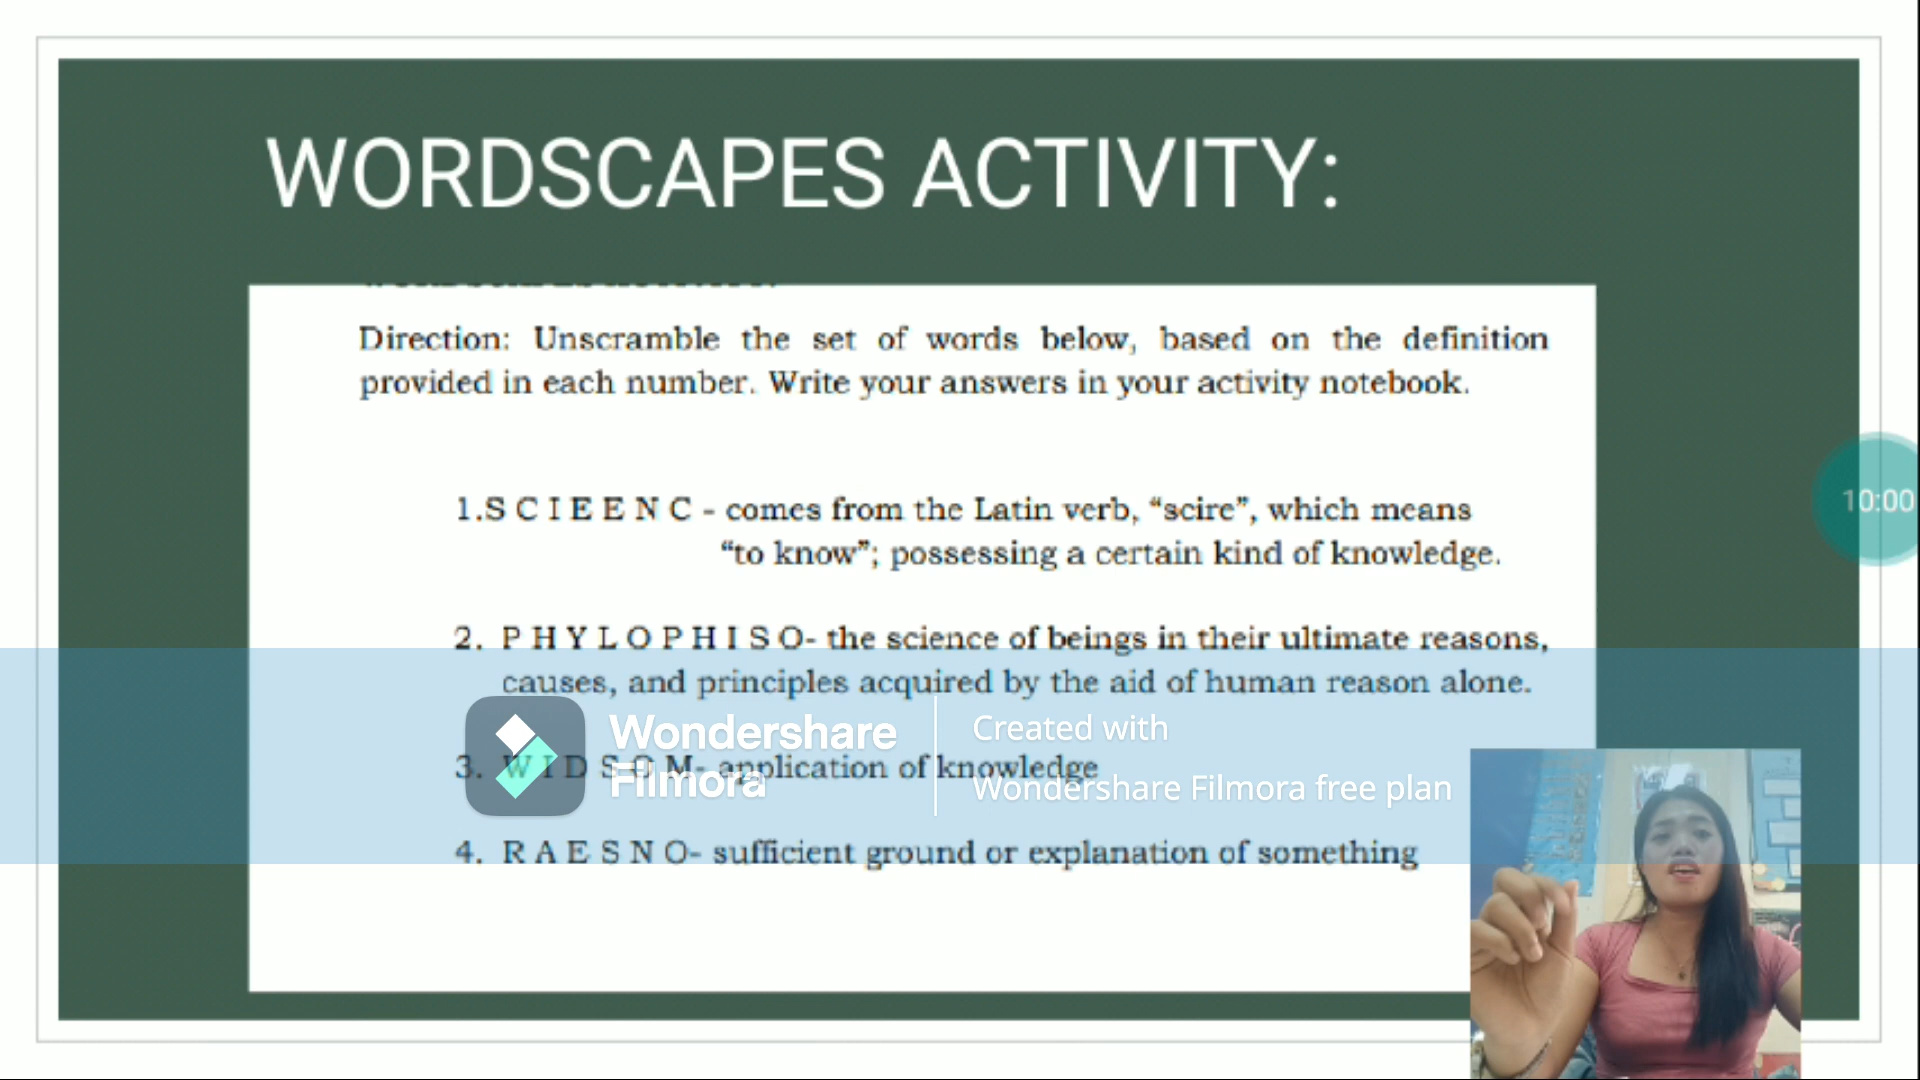 WORDSCAPES ACTIVITY:
Direction: Unscramble the set of words below, based on the definition
provided in each number. Write your answers in your activity notebook.
10:00
1.S C I E E N C - comes from the Latin verb, “scire”, which means
“to know”; possessing a certain kind of knowledge.
2. P H Y L O P H I S O- the science of beings in their ultimate reasons,
causes, and principles acquired by the aid of human reason alone.
Wondershare
Filmora
Created with
Wondershare Filmora free plan
3. W I D S O M- application of knowledge
4. R A E S N O- sufficient ground or explanation of something